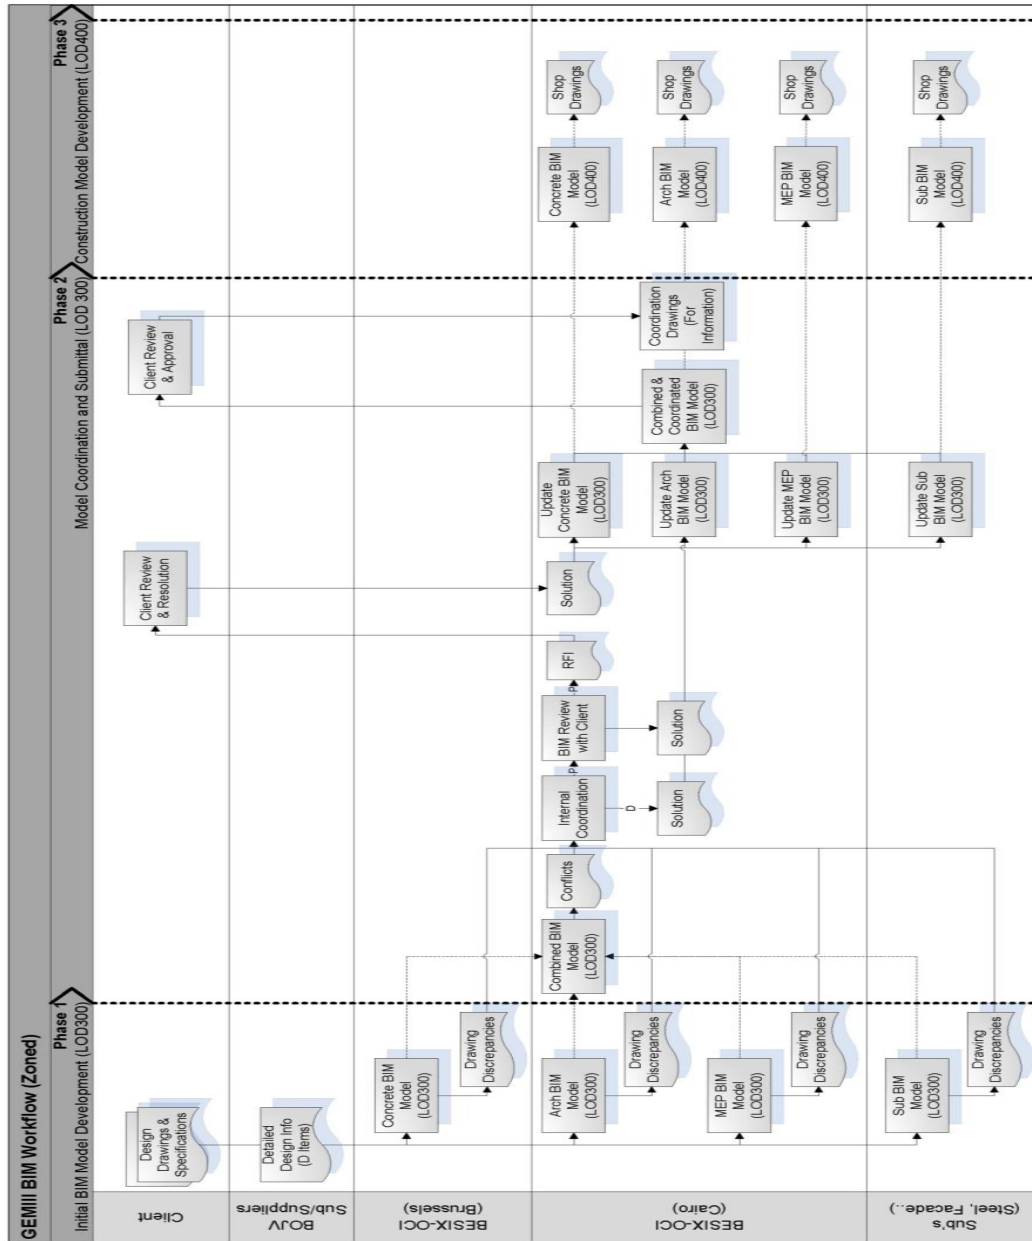 GEMIII BIM Workflow (Zoned)
Phase 1
Initial BIM Model Development (LOD300)
Phase 2
Model Coordination and Submittal (LOD 300)
Phase 3
Construction Model Development (LOD400)
Client
Design
Drawings &
Specifications
Client Review
& Resolution
Client Review
& Approval
BOJV
Sub/Suppliers
Detailed
Design Info
(D Items)
BESIX-OCI
(Brussels)
Concrete BIM
Model
(LOD300)
Drawing
Discrepancies
BESIX-OCI
(Cairo)
Arch BIM
Model
(LOD300)
Drawing
Discrepancies
MEP BIM
Model
(LOD300)
Drawing
Discrepancies
Combined BIM
Model
(LOD300)
Conflicts
Internal
Coordination
P
D
Solution
BIM Review
with Client
P
Solution
RFI
Solution
Update
Concrete BIM
Model
(LOD300)
Update Arch
BIM Model
(LOD300)
Update MEP
BIM Model
(LOD300)
Combined &
Coordinated
BIM Model
(LOD300)
Coordination
Drawings
(For
Information)
Concrete BIM
Model
(LOD400)
Shop
Drawings
Arch BIM
Model
(LOD400)
Shop
Drawings
MEP BIM
Model
(LOD400)
Shop
Drawings
Sub's
(Steel, Facade..)
Sub BIM
Model
(LOD300)
Drawing
Discrepancies
Update Sub
BIM Model
(LOD300)
Sub BIM
Model
(LOD400)
Shop
Drawings